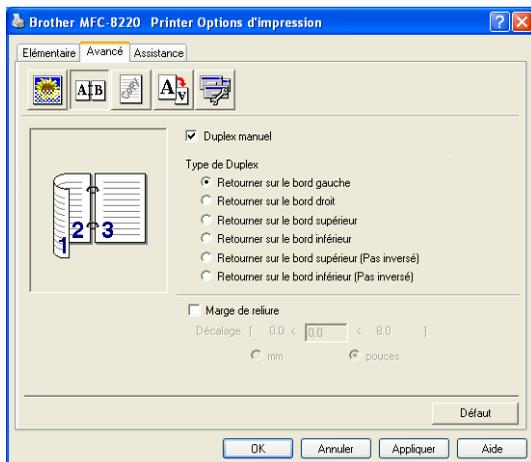 Brother MFC-8220 Printer Options d'impression
Elémentaire Avancé Assistance
A B
A A
Duplex manuel
Type de Duplex
Retourner sur le bord gauche
Retourner sur le bord droit
Retourner sur le bord supérieur
Retourner sur le bord inférieur
Retourner sur le bord supérieur (Pas inversé)
Retourner sur le bord inférieur (Pas inversé)
1 2 3
Marge de reliure
Décalage [ 0.0 < 0.0 < 8.0 ]
mm pouces
Défaut
OK Annuler Appliquer Aide